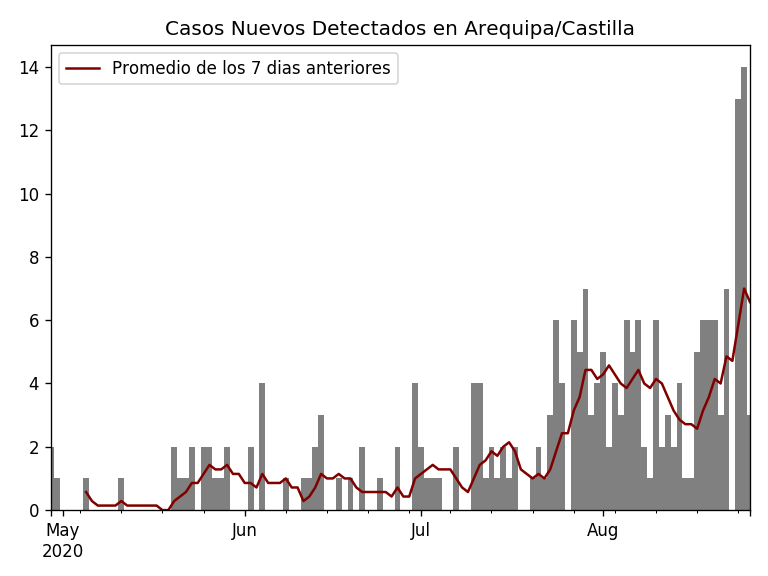 Casos Nuevos Detectados en Arequipa/Castilla
Promedio de los 7 dias anteriores
14
12
10
8
6
4
2
0
May
2020
Jun
Jul
Aug